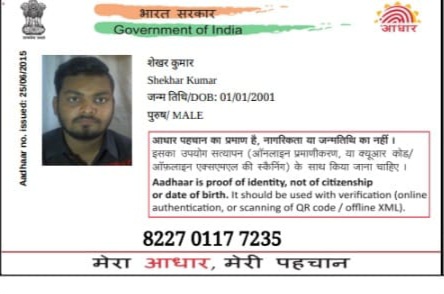 भारत सरकार
Government of India
आधार
Aadhaar no. issued: 25/06/2015
शेखर कुमार
Shekhar Kumar
जन्म तिथि/DOB: 01/01/2001
पुरुष/ MALE
आधार पहचान का प्रमाण है, नागरिकता या जन्मतिथि का नहीं ।
इसका उपयोग सत्यापन (ऑनलाइन प्रमाणीकरण, या क्यूआर कोड/
ऑफ़लाइन एक्सएमएल की स्कैनिंग) के साथ किया जाना चाहिए ।
Aadhaar is proof of identity, not of citizenship
or date of birth. It should be used with verification (online
authentication, or scanning of QR code / offline XML).
8227 0117 7235
मेरा आधार, मेरी पहचान